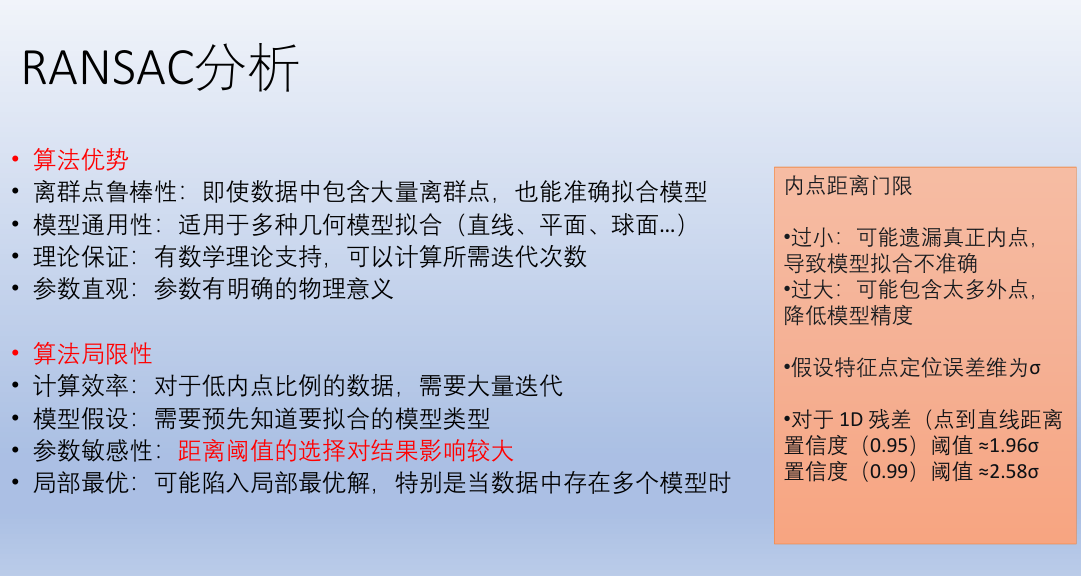 RANSAC分析
• 算法优势
• 离群点鲁棒性：即使数据中包含大量离群点，也能准确拟合模型
• 模型通用性：适用于多种几何模型拟合（直线、平面、球面...）
• 理论保证：有数学理论支持，可以计算所需迭代次数
• 参数直观：参数有明确的物理意义
• 算法局限性
• 计算效率：对于低内点比例的数据，需要大量迭代
• 模型假设：需要预先知道要拟合的模型类型
• 参数敏感性：距离阈值的选择对结果影响较大
• 局部最优：可能陷入局部最优解，特别是当数据中存在多个模型时
内点距离门限
•过小：可能遗漏真正内点，
导致模型拟合不准确
•过大：可能包含太多外点，
降低模型精度
•假设特征点定位误差维为σ
•对于 1D 残差（点到直线距离
置信度（0.95）阈值 ≈1.96σ
置信度（0.99）阈值 ≈2.58σ